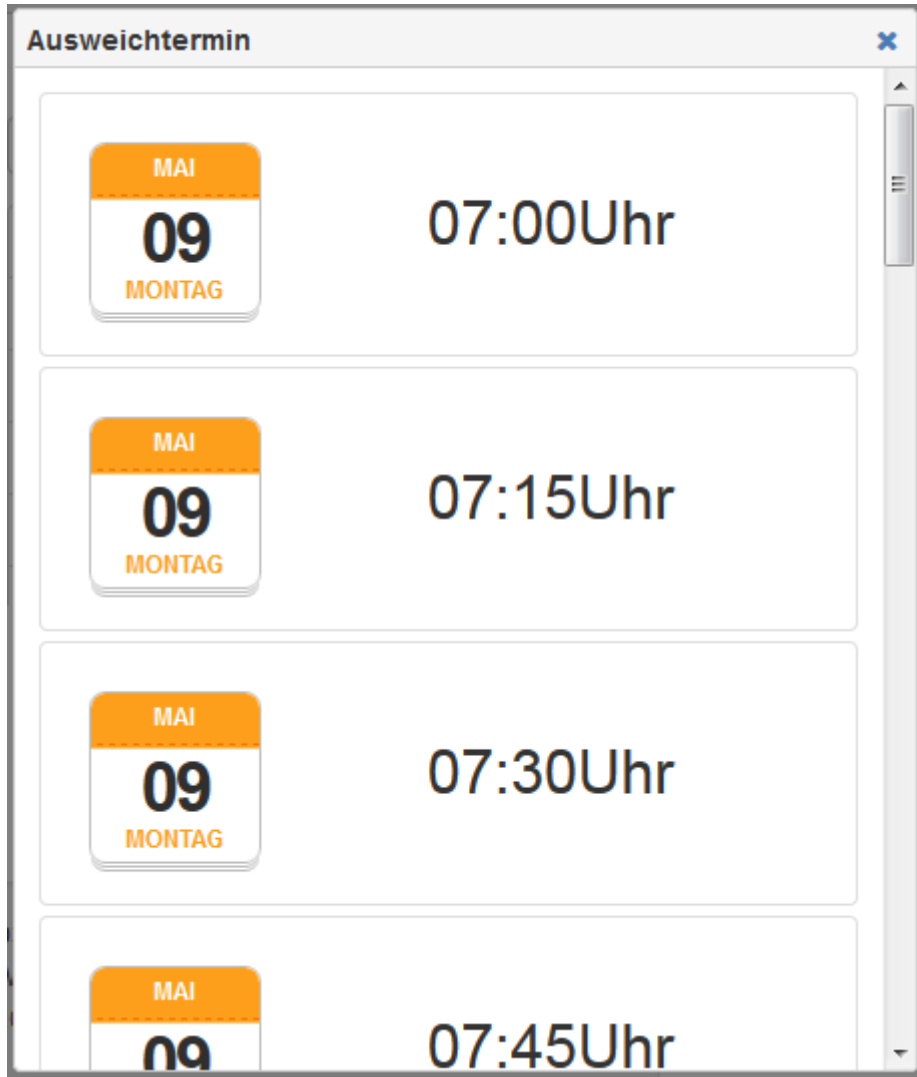 Ausweichtermin
MAI
09
MONTAG
07:00Uhr
MAI
09
MONTAG
07:15Uhr
MAI
09
MONTAG
07:30Uhr
MAI
09
07:45Uhr